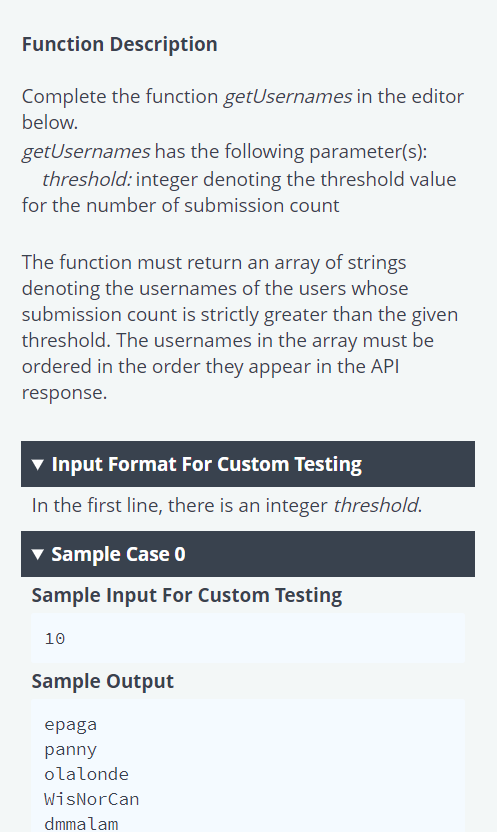 Function Description
Complete the function getUsernames in the editor
below.
getUsernames has the following parameter(s):
threshold: integer denoting the threshold value
for the number of submission count
The function must return an array of strings
denoting the usernames of the users whose
submission count is strictly greater than the given
threshold. The usernames in the array must be
ordered in the order they appear in the API
response.
▼ Input Format For Custom Testing
In the first line, there is an integer threshold.
▼ Sample Case 0
Sample Input For Custom Testing
10
Sample Output
epaga
panny
olalonde
WisNorCan
dmmalam